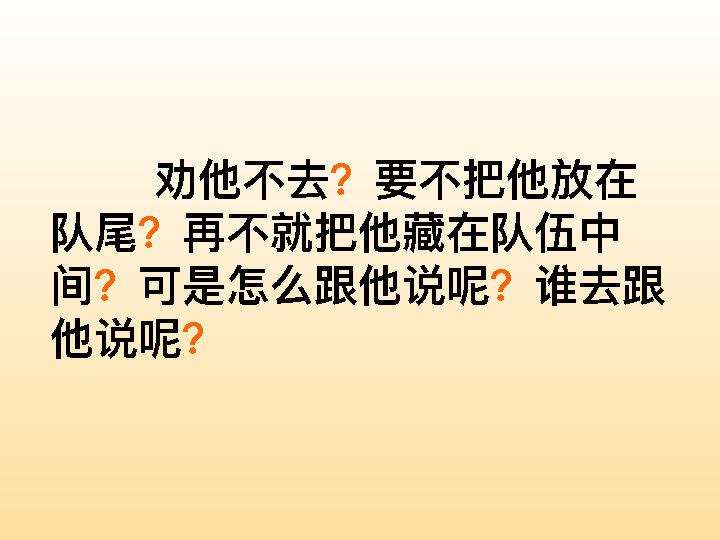 劝他不去？要不把他放在
队尾？再不就把他藏在队伍中
间？可是怎么跟他说呢？谁去跟
他说呢？